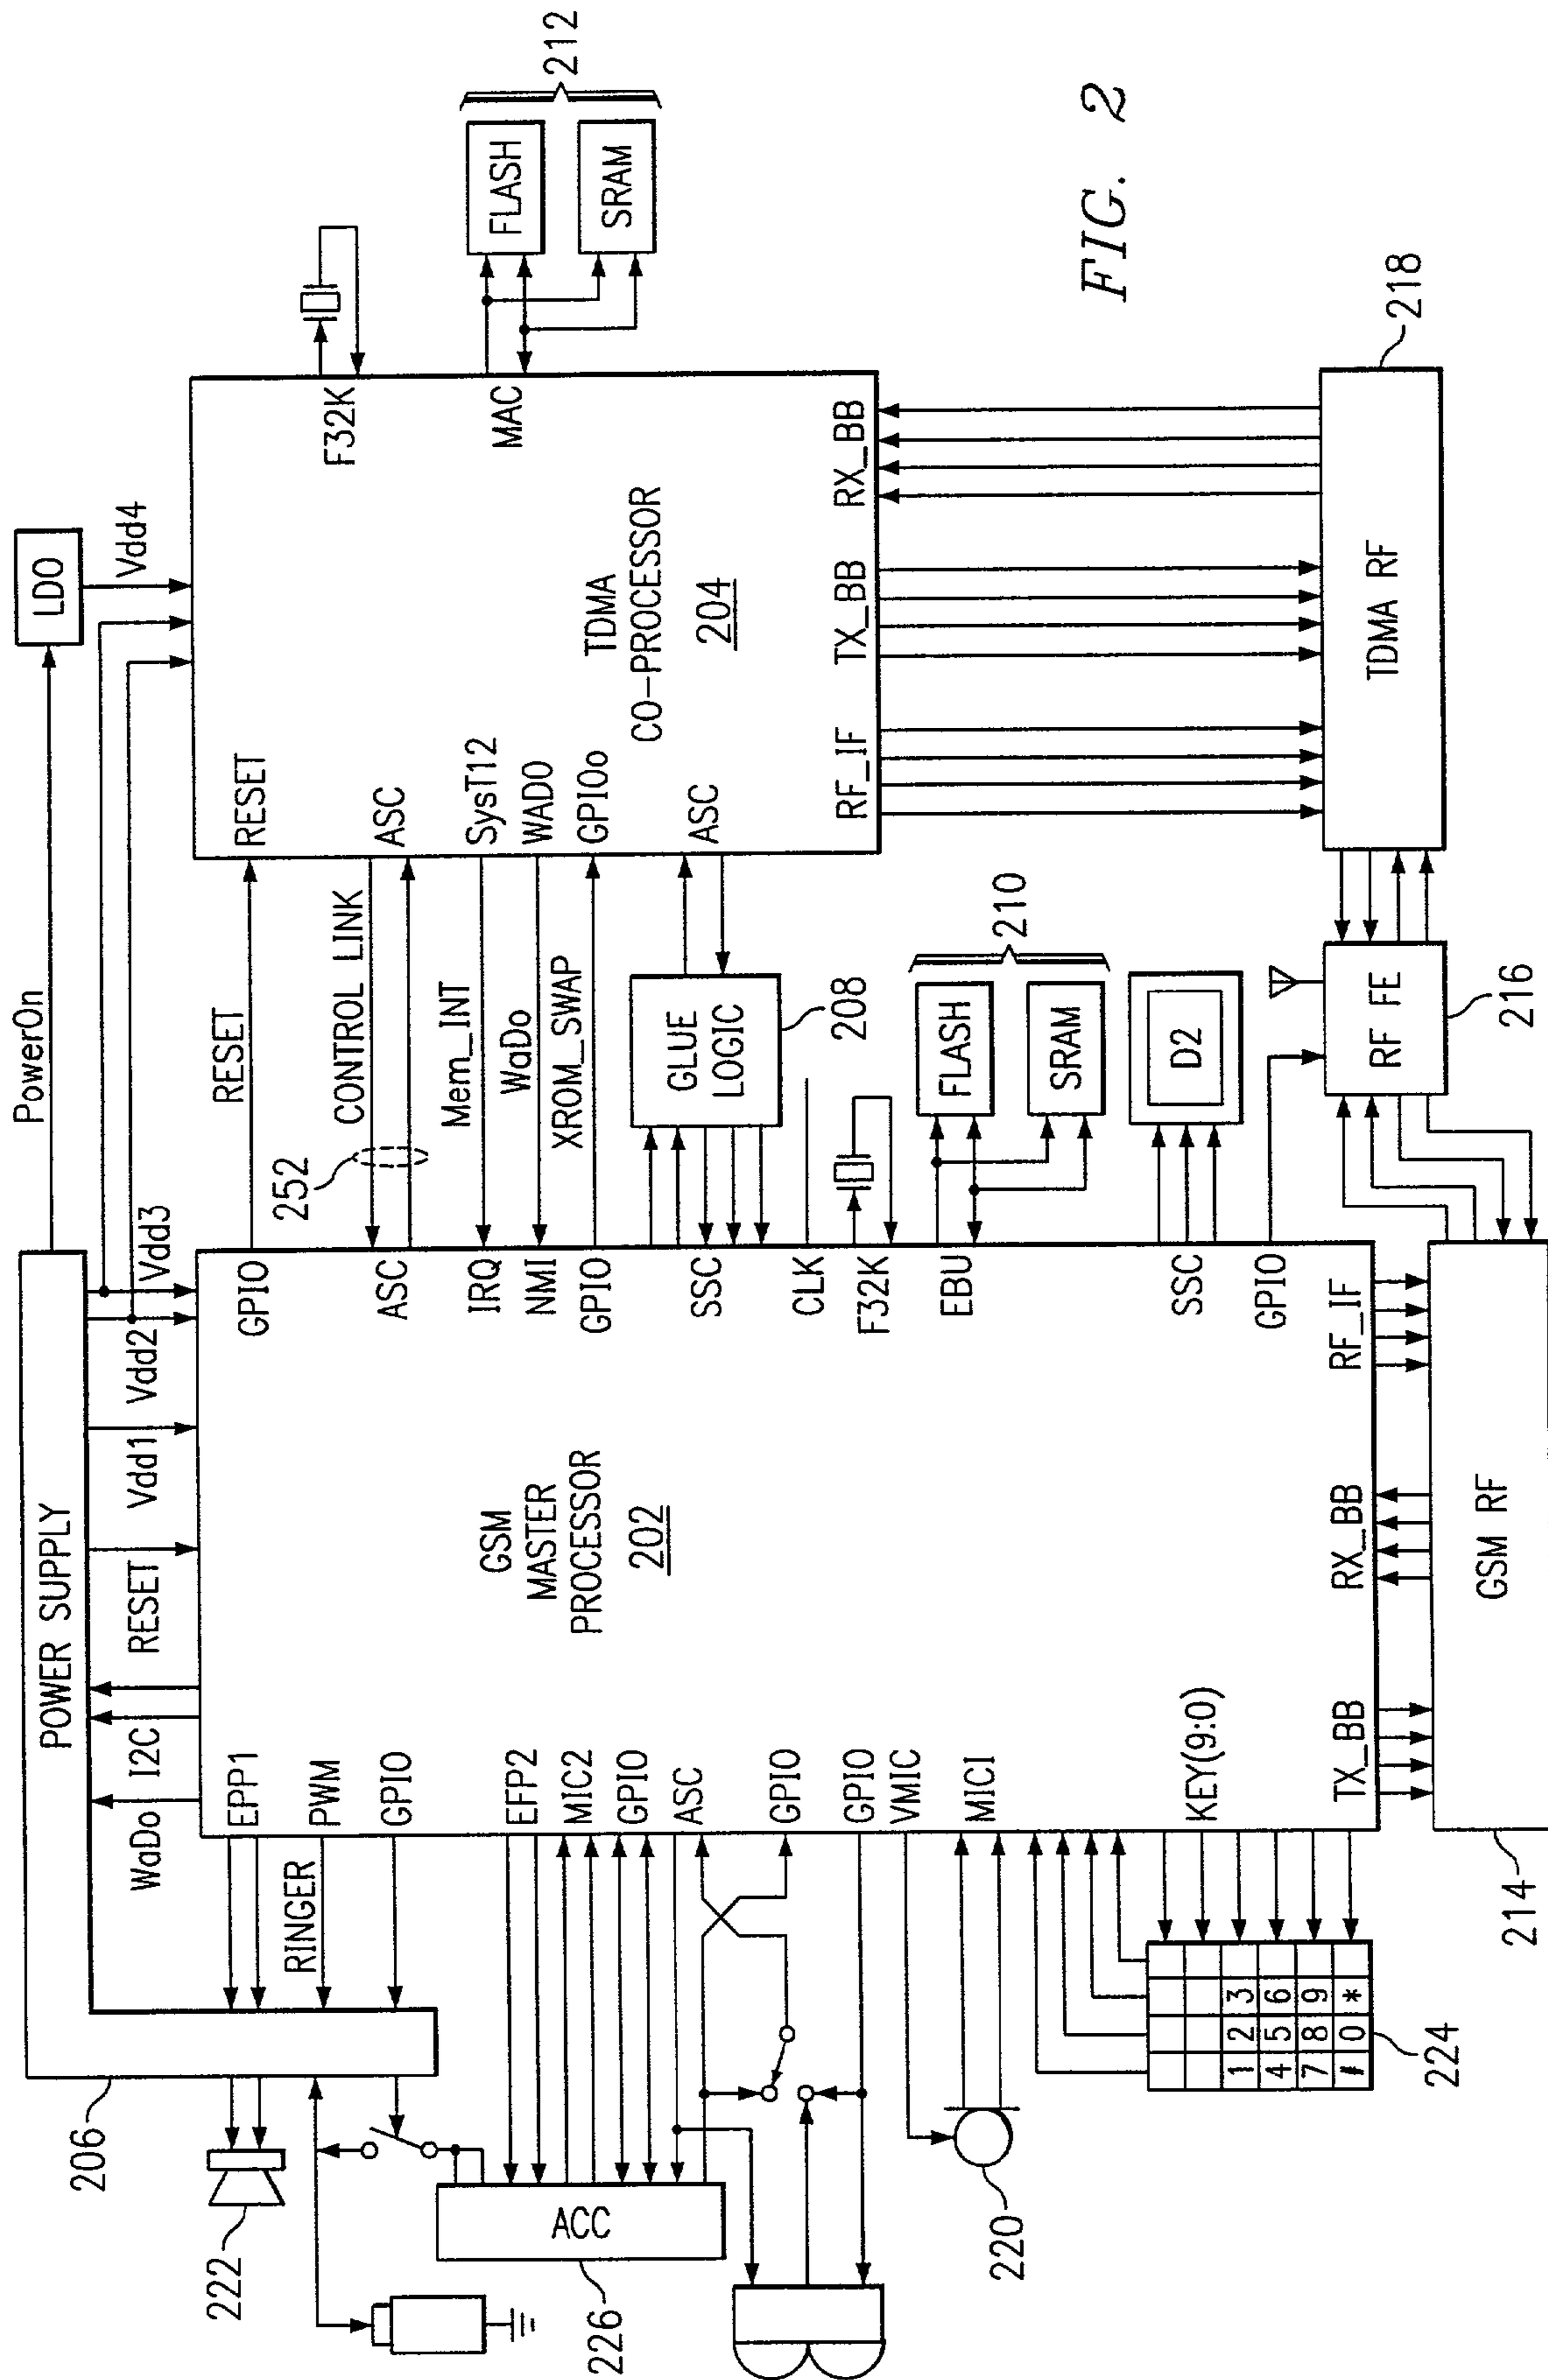 POWER SUPPLY
PowerOn
LDO
Vdd4
WaDo
I2C
RESET
Vdd1
Vdd2
Vdd3
206
222
EPP1
PWM
RINGER
GPIO
EFP2
MIC2
GPIO
ASC
GPIO
GPIO
VMIC
MICI
KEY(9:0)
ACC
226
220
1 2 3
4 5 6
7 8 9
# 0 *
224
GSM
MASTER
PROCESSOR
202
GPIO
ASC
IRQ
NMI
GPIO
SSC
CLK
F32K
EBU
SSC
GPIO
TX_BB
RX_BB
RF_IF
GSM RF
214
RESET
CONTROL LINK
252
Mem_INT
WaDo
XROM_SWAP
GLUE
LOGIC
208
FLASH
SRAM
210
D2
RF FE
216
RESET
ASC
SysT12
WADO
GPIOo
ASC
TDMA
CO-PROCESSOR
204
F32K
MAC
FLASH
SRAM
212
RF_IF
TX_BB
RX_BB
TDMA RF
218
FIG. 2